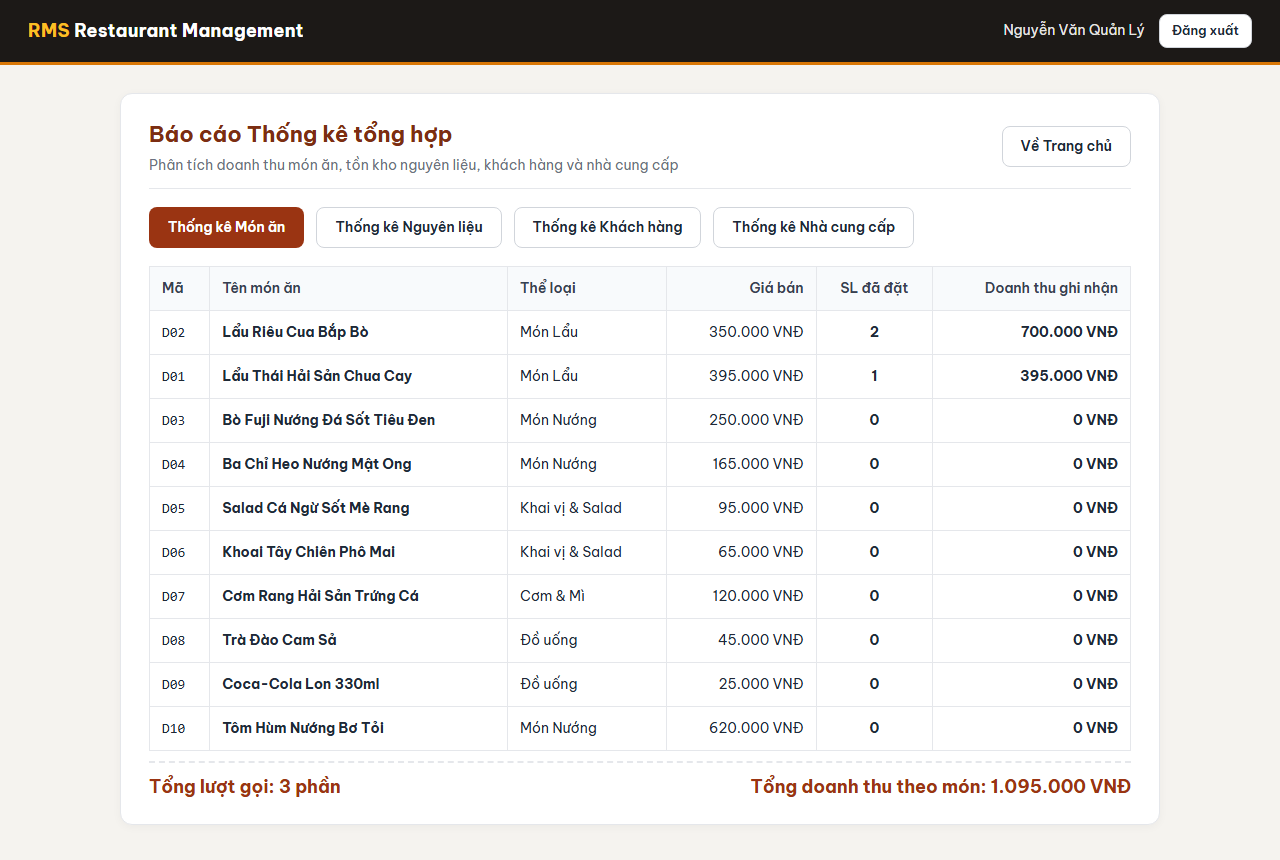 RMS Restaurant Management
Nguyễn Văn Quản Lý
Đăng xuất
Báo cáo Thống kê tổng hợp
Phân tích doanh thu món ăn, tồn kho nguyên liệu, khách hàng và nhà cung cấp
Về Trang chủ
Thống kê Món ăn Thống kê Nguyên liệu Thống kê Khách hàng Thống kê Nhà cung cấp
Mã Tên món ăn Thể loại Giá bán SL đã đặt Doanh thu ghi nhận
D02 Lẩu Riêu Cua Bắp Bò Món Lẩu 350.000 VNĐ 2 700.000 VNĐ
D01 Lẩu Thái Hải Sản Chua Cay Món Lẩu 395.000 VNĐ 1 395.000 VNĐ
D03 Bò Fuji Nướng Đá Sốt Tiêu Đen Món Nướng 250.000 VNĐ 0 0 VNĐ
D04 Ba Chỉ Heo Nướng Mật Ong Món Nướng 165.000 VNĐ 0 0 VNĐ
D05 Salad Cá Ngừ Sốt Mè Rang Khai vị & Salad 95.000 VNĐ 0 0 VNĐ
D06 Khoai Tây Chiên Phô Mai Khai vị & Salad 65.000 VNĐ 0 0 VNĐ
D07 Cơm Rang Hải Sản Trứng Cá Cơm & Mì 120.000 VNĐ 0 0 VNĐ
D08 Trà Đào Cam Sả Đồ uống 45.000 VNĐ 0 0 VNĐ
D09 Coca-Cola Lon 330ml Đồ uống 25.000 VNĐ 0 0 VNĐ
D10 Tôm Hùm Nướng Bơ Tỏi Món Nướng 620.000 VNĐ 0 0 VNĐ
Tổng lượt gọi: 3 phần Tổng doanh thu theo món: 1.095.000 VNĐ